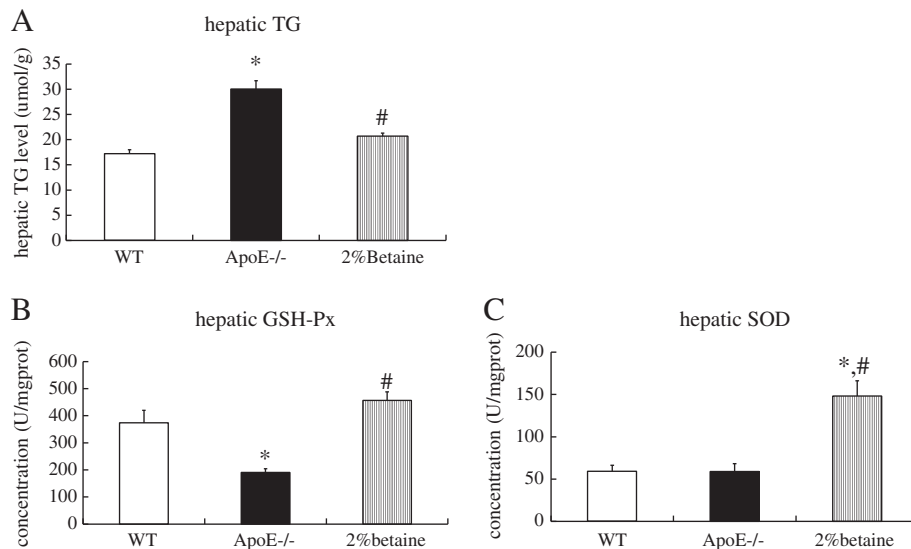 A
hepatic TG
hepatic TG level (umol/g)
35
30
25
20
15
10
5
0
*
#
WT
ApoE-/-
2%Betaine
B
hepatic GSH-Px
concentration (U/mgprot)
600
500
400
300
200
100
0
*
#
WT
ApoE-/-
2%betaine
C
hepatic SOD
concentration (U/mgprot)
200
150
100
50
0
*,#
WT
ApoE-/-
2%betaine